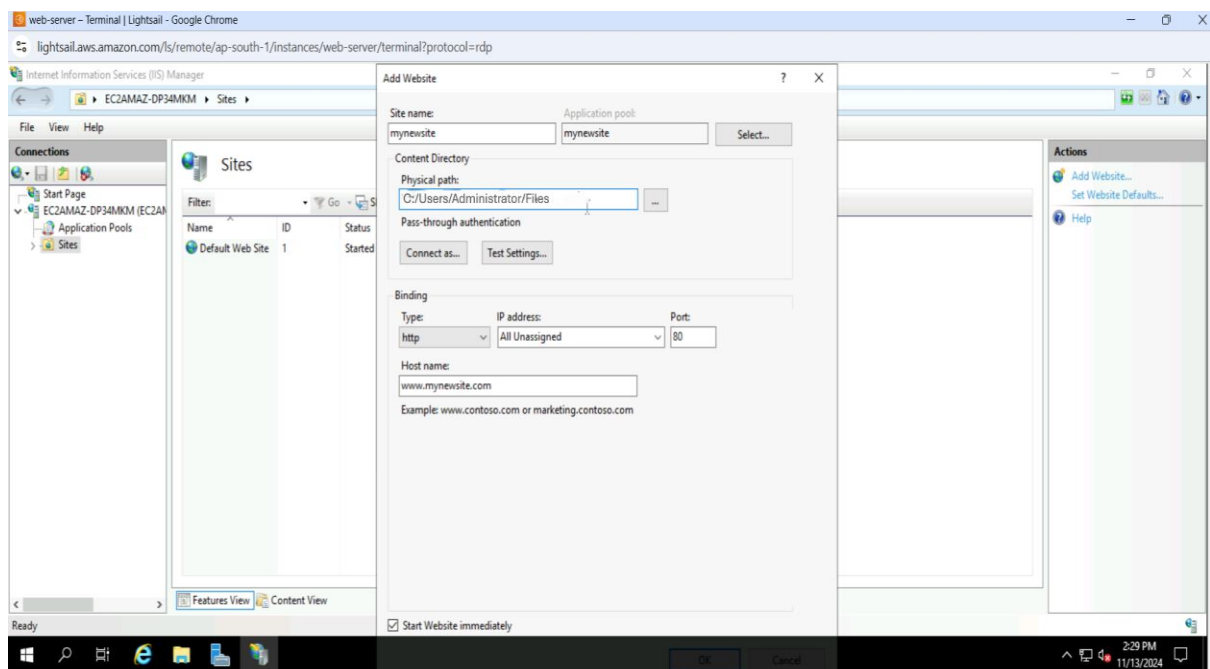 web-server – Terminal | Lightsail - Google Chrome
lightsail.aws.amazon.com/ls/remote/ap-south-1/instances/web-server/terminal?protocol=rdp
Internet Information Services (IIS) Manager
EC2AMAZ-DP34MKM Sites
File View Help
Connections
Start Page
EC2AMAZ-DP34MKM (EC2AM
Application Pools
Sites
Sites
Filter: Go S
Name ID Status
Default Web Site 1 Started
Features View Content View
Ready
Add Website ? X
Site name: Application pool:
mynewsite mynewsite Select...
Content Directory
Physical path:
C:/Users/Administrator/Files ...
Pass-through authentication
Connect as... Test Settings...
Binding
Type: IP address: Port:
http All Unassigned 80
Host name:
www.mynewsite.com
Example: www.contoso.com or marketing.contoso.com
Start Website immediately
OK Cancel
Actions
Add Website...
Set Website Defaults...
Help
2:29 PM
11/13/2024